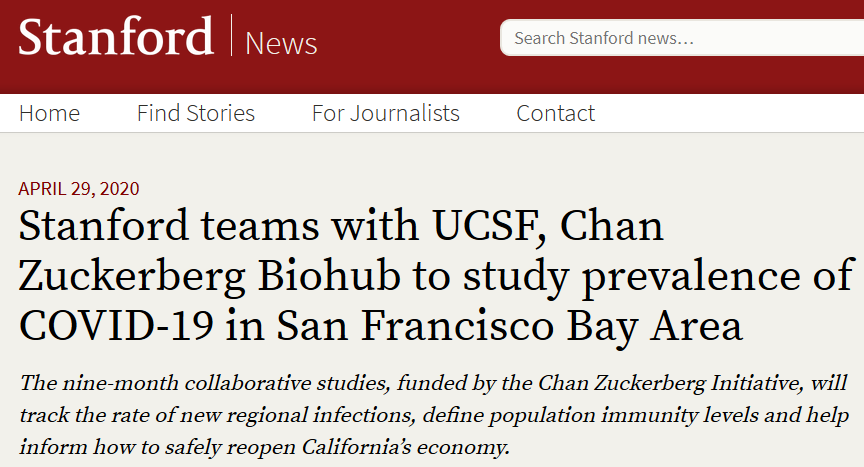 Stanford News
Search Stanford news...
Home Find Stories For Journalists Contact
APRIL 29, 2020
Stanford teams with UCSF, Chan
Zuckerberg Biohub to study prevalence of
COVID-19 in San Francisco Bay Area
The nine-month collaborative studies, funded by the Chan Zuckerberg Initiative, will
track the rate of new regional infections, define population immunity levels and help
inform how to safely reopen California’s economy.